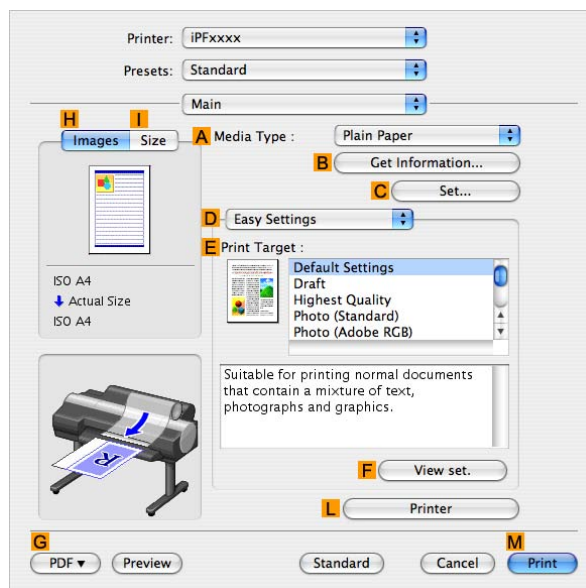 Printer: iPFxxxx
Presets: Standard
Main
H I
Images Size
A Media Type : Plain Paper
B Get Information...
C Set...
D Easy Settings
E Print Target :
Default Settings
Draft
Highest Quality
Photo (Standard)
Photo (Adobe RGB)
ISO A4
Actual Size
ISO A4
Suitable for printing normal documents
that contain a mixture of text,
photographs and graphics.
R
F View set.
L Printer
G M
PDF ▼ Preview Standard Cancel Print